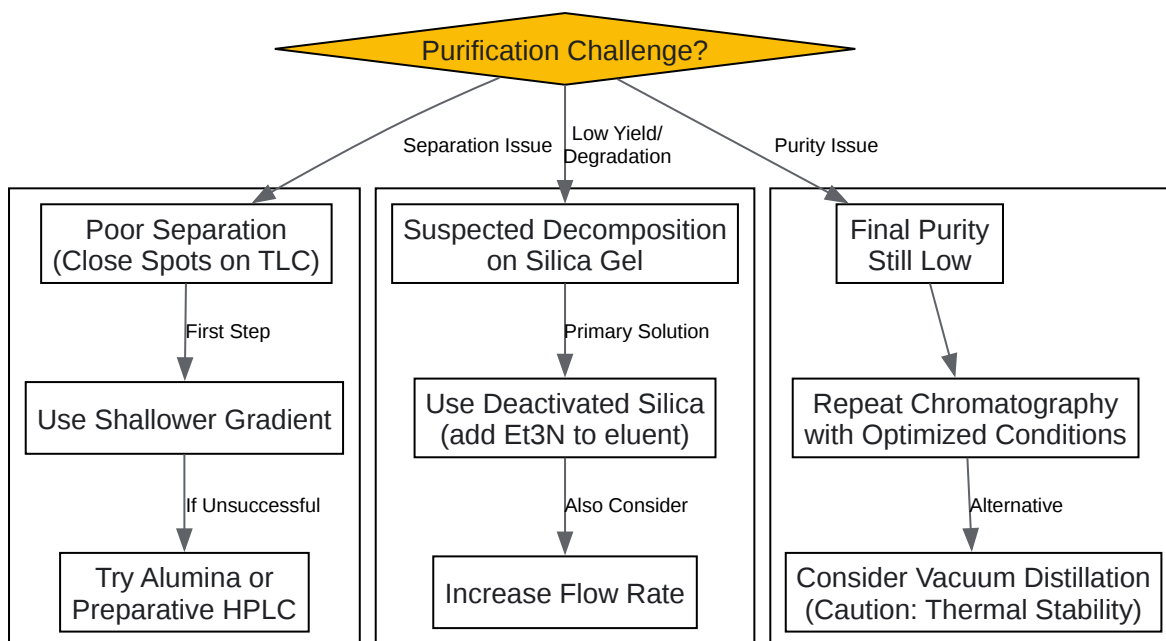 Purification Challenge?
Separation Issue
Low Yield/
Degradation
Purity Issue
Poor Separation
(Close Spots on TLC)
Suspected Decomposition
on Silica Gel
Final Purity
Still Low
First Step
Primary Solution
Use Shallower Gradient
Use Deactivated Silica
(add Et3N to eluent)
Repeat Chromatography
with Optimized Conditions
If Unsuccessful
Also Consider
Alternative
Try Alumina or
Preparative HPLC
Increase Flow Rate
Consider Vacuum Distillation
(Caution: Thermal Stability)